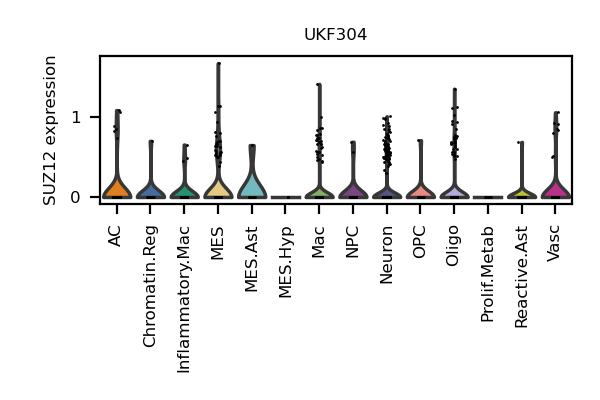 UKF304
SUZ12 expression
1
0
AC
Chromatin.Reg
Inflammatory.Mac
MES
MES.Ast
MES.Hyp
Mac
NPC
Neuron
OPC
Oligo
Prolif.Metab
Reactive.Ast
Vasc